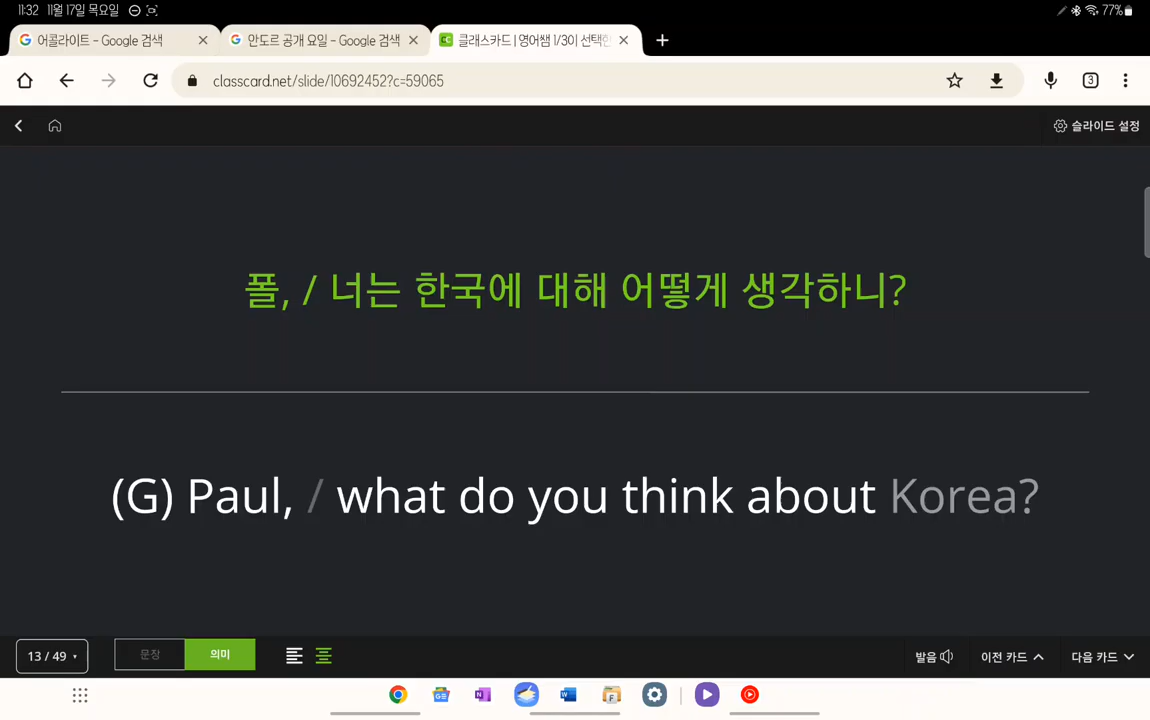 11:32 11월 17일 목요일
77%
어콜라이트 - Google 검색
안도르 공개 요일 - Google 검색
클래스카드 | 영어쌤 1/3이 선택한
classcard.net/slide/10692452?c=59065
3
슬라이드 설정
폴, / 너는 한국에 대해 어떻게 생각하니?
(G) Paul, / what do you think about Korea?
13 / 49
문장
의미
발음
이전 카드
다음 카드